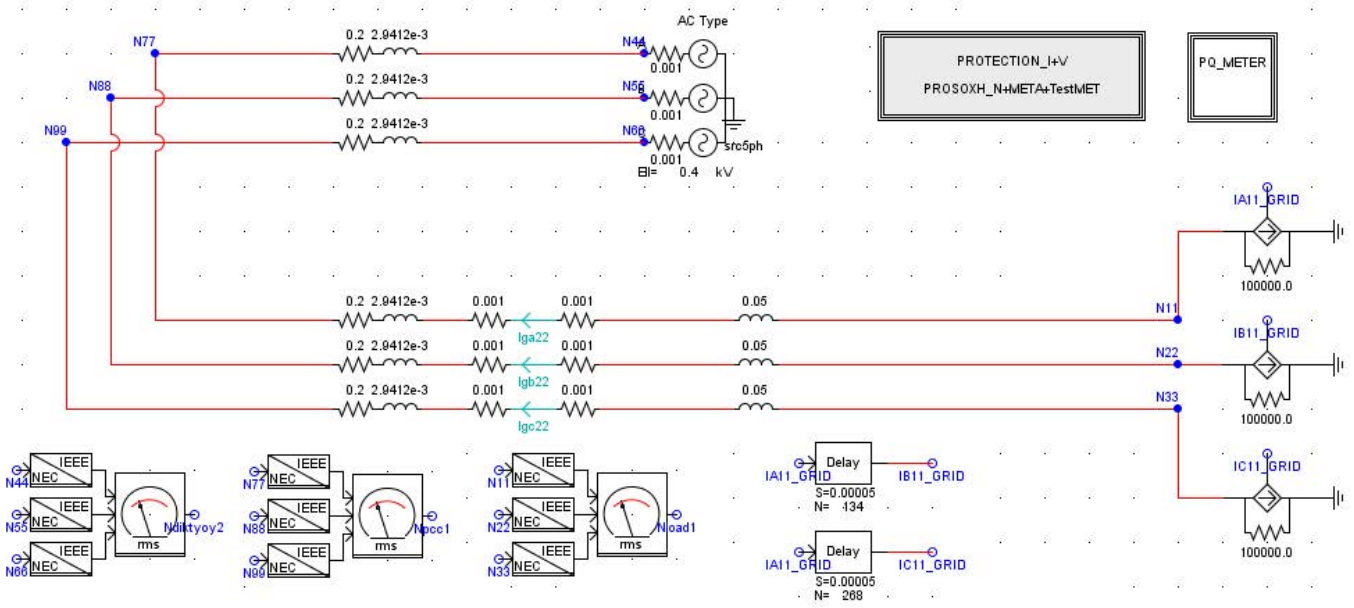 AC Type
N77
0.2 2.9412e-3
N44
0.001
N88
0.2 2.9412e-3
N55
0.001
N99
0.2 2.9412e-3
N66
src5ph
0.001
0.4 kV
PROTECTION_I+V
PROSOXH_N+META+TestMET
PQ_METER
IA11_GRID
100000.0
0.2 2.9412e-3 0.001 0.001 0.05
N11
Iga22
IB11_GRID
0.2 2.9412e-3 0.001 0.001 0.05
N22
Igb22
0.2 2.9412e-3 0.001 0.001 0.05
N33
Igc22
100000.0
IC11_GRID
100000.0
N44
IEEE
NEC
N55
IEEE
NEC
N66
IEEE
NEC
rms
Ndiktyoy2
N77
IEEE
NEC
N88
IEEE
NEC
N99
IEEE
NEC
rms
Npcc1
N11
IEEE
NEC
N22
IEEE
NEC
N33
IEEE
NEC
rms
Nload1
IA11_GRID
Delay
IB11_GRID
S=0.00005
N= 134
IA11_GRID
Delay
IC11_GRID
S=0.00005
N= 268